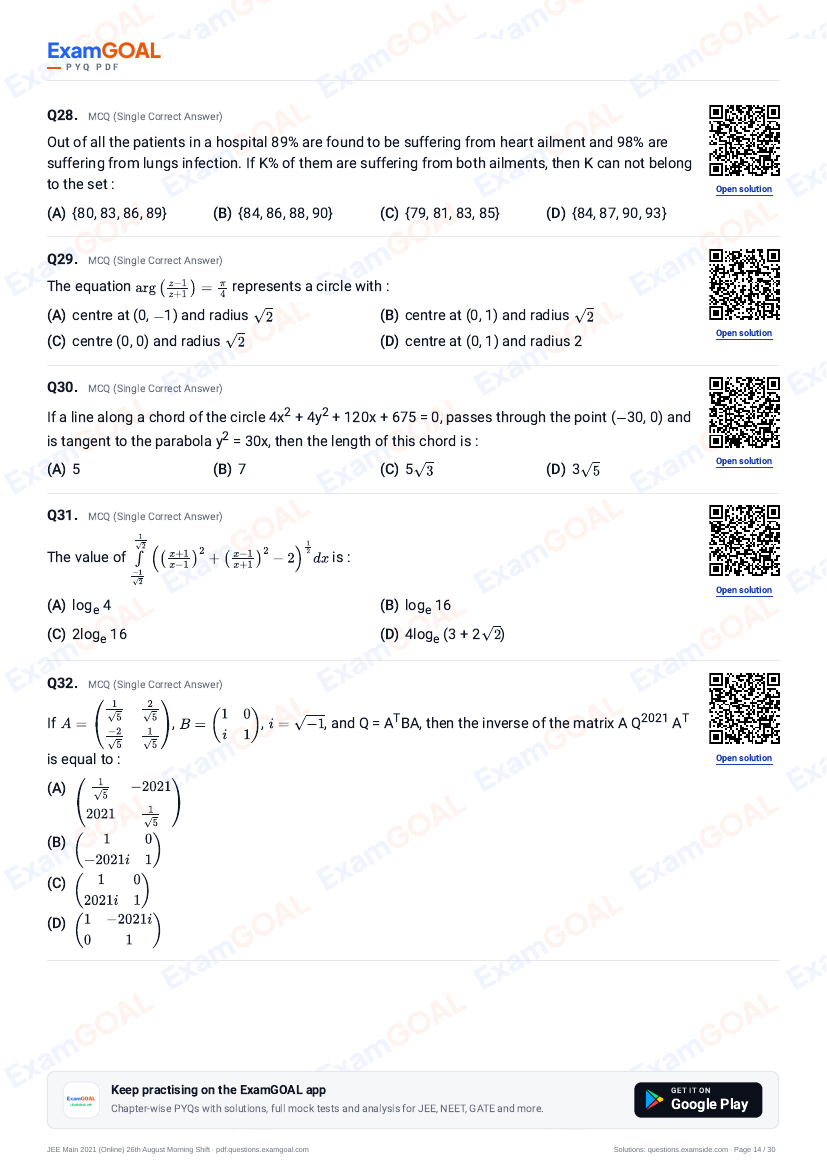 ExamGOAL
PYQ PDF
Q28. MCQ (Single Correct Answer)
Out of all the patients in a hospital 89% are found to be suffering from heart ailment and 98% are
suffering from lungs infection. If K% of them are suffering from both ailments, then K can not belong
to the set :
(A) {80, 83, 86, 89} (B) {84, 86, 88, 90} (C) {79, 81, 83, 85} (D) {84, 87, 90, 93}
Open solution
Q29. MCQ (Single Correct Answer)
The equation arg ((z−1)/(z+1)) = π/4 represents a circle with :
(A) centre at (0, −1) and radius √2 (B) centre at (0, 1) and radius √2
(C) centre (0, 0) and radius √2 (D) centre at (0, 1) and radius 2
Open solution
Q30. MCQ (Single Correct Answer)
If a line along a chord of the circle 4x² + 4y² + 120x + 675 = 0, passes through the point (−30, 0) and
is tangent to the parabola y² = 30x, then the length of this chord is :
(A) 5 (B) 7 (C) 5√3 (D) 3√5
Open solution
Q31. MCQ (Single Correct Answer)
The value of ∫_{−1/√2}^{1/√2} (((x+1)/(x−1))² + ((x−1)/(x+1))² − 2)^{1/2} dx is :
(A) logₑ 4 (B) logₑ 16
(C) 2logₑ 16 (D) 4logₑ (3 + 2√2)
Open solution
Q32. MCQ (Single Correct Answer)
If A = (1/√5 2/√5; −2/√5 1/√5), B = (1 0; i 1), i = √−1, and Q = AᵀBA, then the inverse of the matrix A Q²⁰²¹ Aᵀ
is equal to :
(A) (1/√5 −2021; 2021 1/√5)
(B) (1 0; −2021i 1)
(C) (1 0; 2021i 1)
(D) (1 −2021i; 0 1)
Open solution
Keep practising on the ExamGOAL app
Chapter-wise PYQs with solutions, full mock tests and analysis for JEE, NEET, GATE and more.
GET IT ON
Google Play
JEE Main 2021 (Online) 26th August Morning Shift · pdf.questions.examgoal.com
Solutions: questions.examside.com · Page 14 / 30